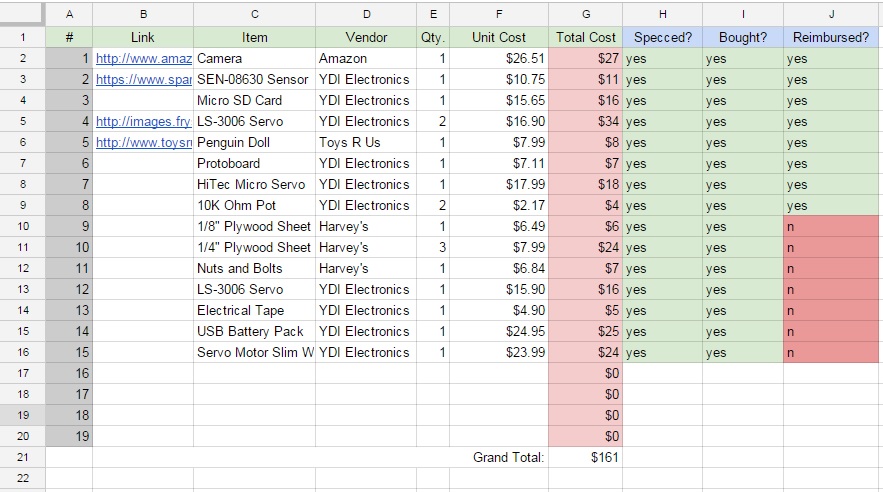 A B C D E F G H I J
1 # Link Item Vendor Qty. Unit Cost Total Cost Specced? Bought? Reimbursed?
2 1 http://www.amaz Camera Amazon 1 $26.51 $27 yes yes yes
3 2 https://www.spar SEN-08630 Sensor YDI Electronics 1 $10.75 $11 yes yes yes
4 3 Micro SD Card YDI Electronics 1 $15.65 $16 yes yes yes
5 4 http://images.fry LS-3006 Servo YDI Electronics 2 $16.90 $34 yes yes yes
6 5 http://www.toysru Penguin Doll Toys R Us 1 $7.99 $8 yes yes yes
7 6 Protoboard YDI Electronics 1 $7.11 $7 yes yes yes
8 7 HiTec Micro Servo YDI Electronics 1 $17.99 $18 yes yes yes
9 8 10K Ohm Pot YDI Electronics 2 $2.17 $4 yes yes yes
10 9 1/8" Plywood Sheet Harvey's 1 $6.49 $6 yes yes n
11 10 1/4" Plywood Sheet Harvey's 3 $7.99 $24 yes yes n
12 11 Nuts and Bolts Harvey's 1 $6.84 $7 yes yes n
13 12 LS-3006 Servo YDI Electronics 1 $15.90 $16 yes yes n
14 13 Electrical Tape YDI Electronics 1 $4.90 $5 yes yes n
15 14 USB Battery Pack YDI Electronics 1 $24.95 $25 yes yes n
16 15 Servo Motor Slim W YDI Electronics 1 $23.99 $24 yes yes n
17 16 $0
18 17 $0
19 18 $0
20 19 $0
21 Grand Total: $161
22